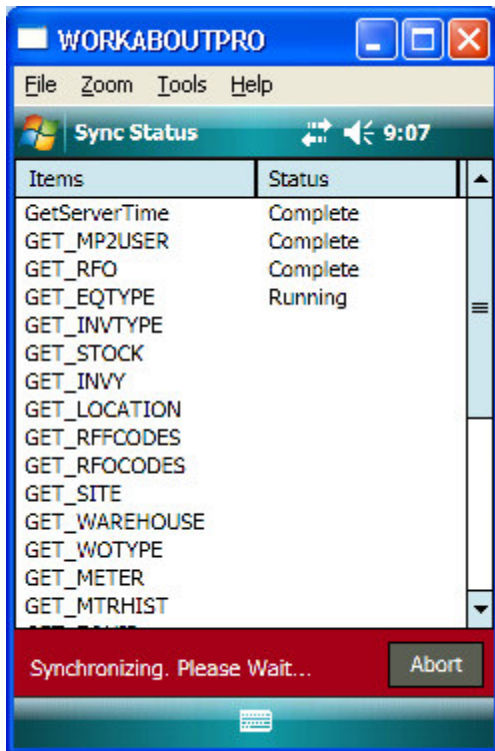 WORKABOUTPRO
File Zoom Tools Help
Sync Status 9:07
Items Status
GetServerTime Complete
GET_MP2USER Complete
GET_RFO Complete
GET_EQTYPE Running
GET_INVTYPE
GET_STOCK
GET_INVY
GET_LOCATION
GET_RFFCODES
GET_RFOCODES
GET_SITE
GET_WAREHOUSE
GET_WOTYPE
GET_METER
GET_MTRHIST
Synchronizing. Please Wait... Abort